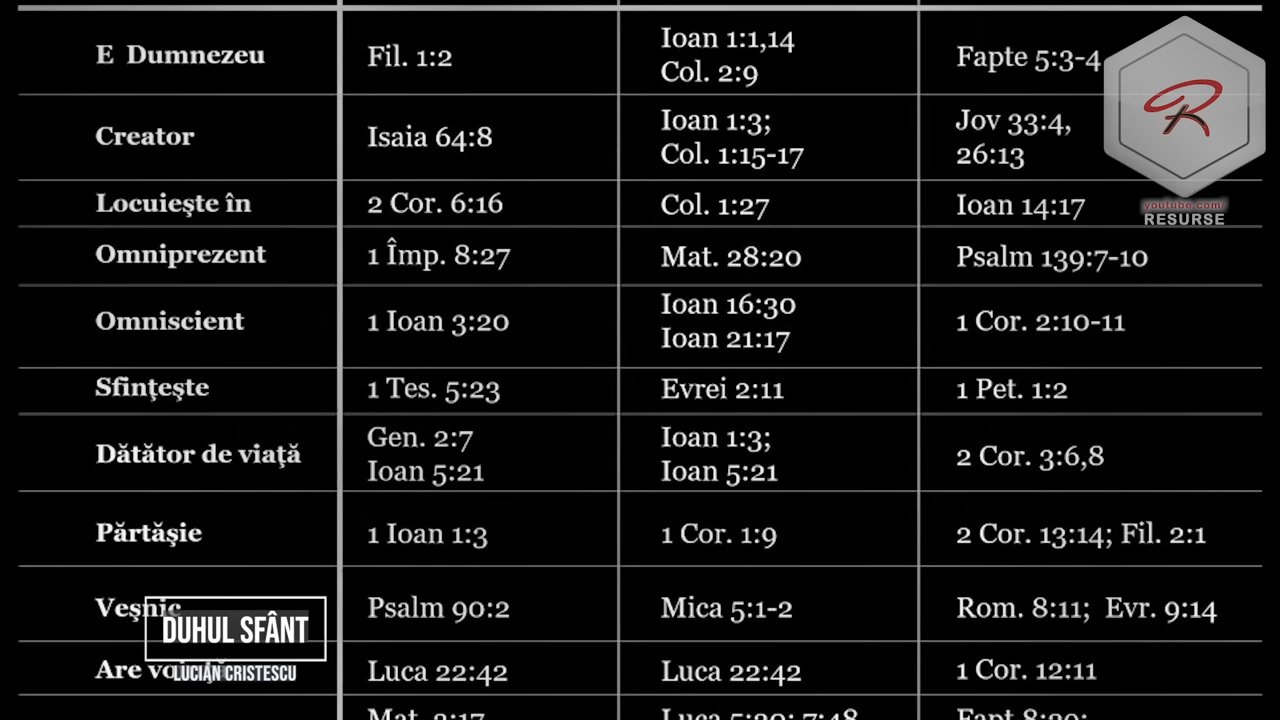 E Dumnezeu Fil. 1:2 Ioan 1:1,14 Fapte 5:3-4
Col. 2:9
Creator Isaia 64:8 Ioan 1:3; Jov 33:4,
Col. 1:15-17 26:13
Locuieşte în 2 Cor. 6:16 Col. 1:27 Ioan 14:17
youtube.com/
RESURSE
Omniprezent 1 Împ. 8:27 Mat. 28:20 Psalm 139:7-10
Omniscient 1 Ioan 3:20 Ioan 16:30 1 Cor. 2:10-11
Ioan 21:17
Sfinţeşte 1 Tes. 5:23 Evrei 2:11 1 Pet. 1:2
Dătător de viaţă Gen. 2:7 Ioan 1:3; 2 Cor. 3:6,8
Ioan 5:21 Ioan 5:21
Părtăşie 1 Ioan 1:3 1 Cor. 1:9 2 Cor. 13:14; Fil. 2:1
Veşnic Psalm 90:2 Mica 5:1-2 Rom. 8:11; Evr. 9:14
DUHUL SFÂNT
Are Luca 22:42 Luca 22:42 1 Cor. 12:11
LUCIAN CRISTESCU